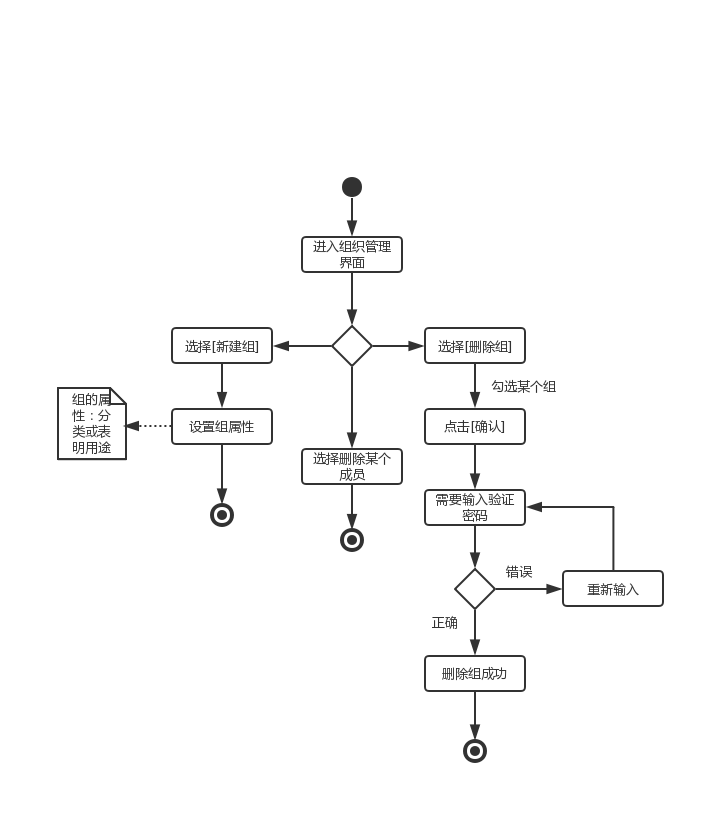 进入组织管理
界面
选择[新建组]
选择[删除组]
勾选某个组
组的属
性：分
类或表
明用途
设置组属性
点击[确认]
选择删除某个
成员
需要输入验证
密码
错误
重新输入
正确
删除组成功